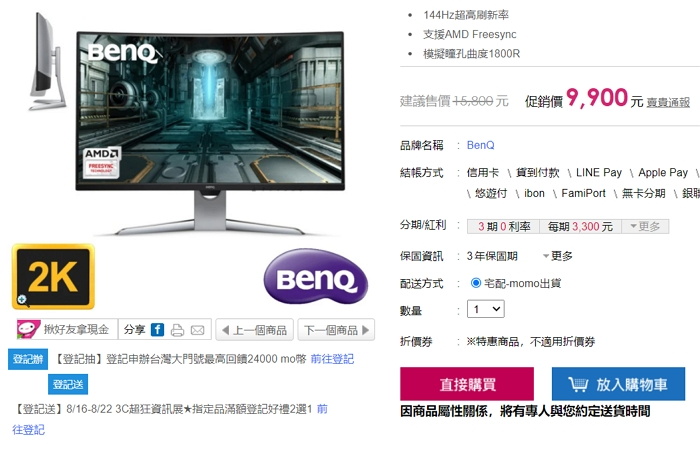 BenQ
AMD
FREESYNC
TECHNOLOGY
2K
BenQ
揪好友拿現金
分享
上一個商品
下一個商品
登記辦 【登記抽】登記申辦台灣大門號最高回饋24000 mo幣 前往登記
登記送
【登記送】8/16-8/22 3C超狂資訊展★指定品滿額登記好禮2選1 前
往登記
• 144Hz超高刷新率
• 支援AMD Freesync
• 模擬瞳孔曲度1800R
建議售價 15,800 元 促銷價 9,900 元 賣貴通報
品牌名稱 : BenQ
結帳方式 : 信用卡 \ 貨到付款 \ LINE Pay \ Apple Pay \
\ 悠遊付 \ ibon \ FamiPort \ 無卡分期 \ 銀聯
分期/紅利 : 3 期 0 利率 每期 3,300 元 更多
保固資訊 : 3 年保固期 更多
配送方式 : 宅配-momo出貨
數量 : 1
折價券 : ※特惠商品，不適用折價券
直接購買 放入購物車
因商品屬性關係，將有專人與您約定送貨時間